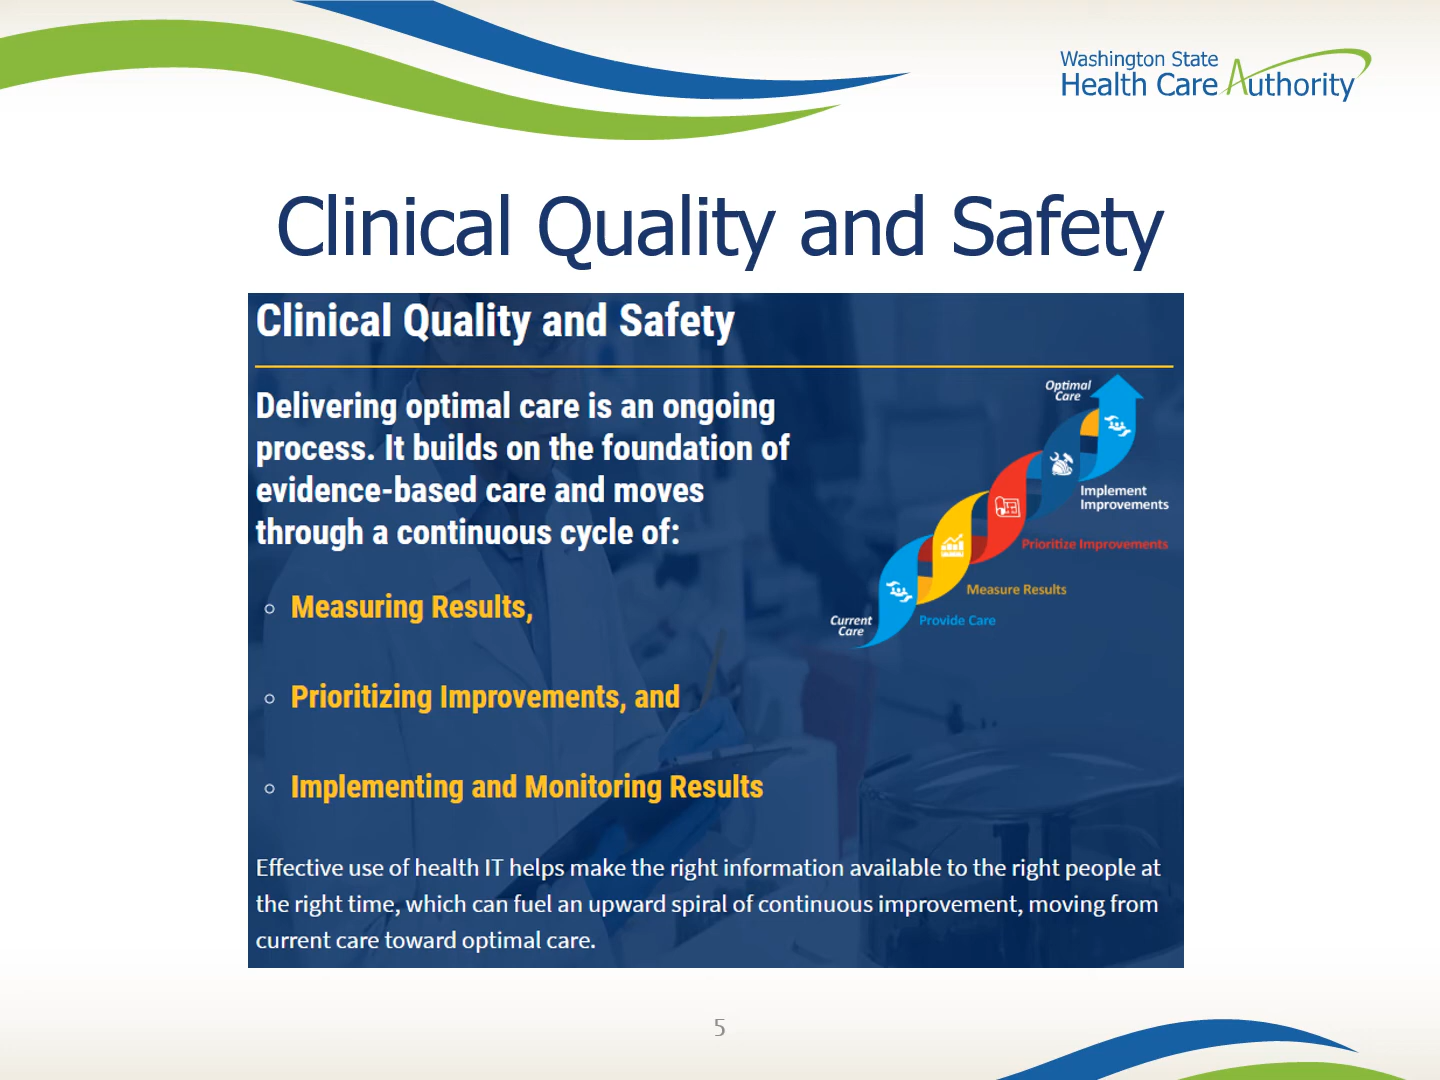 Washington State
Health Care Authority
Clinical Quality and Safety
Clinical Quality and Safety
Delivering optimal care is an ongoing
process. It builds on the foundation of
evidence-based care and moves
through a continuous cycle of:
Measuring Results,
Prioritizing Improvements, and
Implementing and Monitoring Results
Optimal
Care
Implement
Improvements
Prioritize Improvements
Measure Results
Provide Care
Current
Care
Effective use of health IT helps make the right information available to the right people at
the right time, which can fuel an upward spiral of continuous improvement, moving from
current care toward optimal care.
5